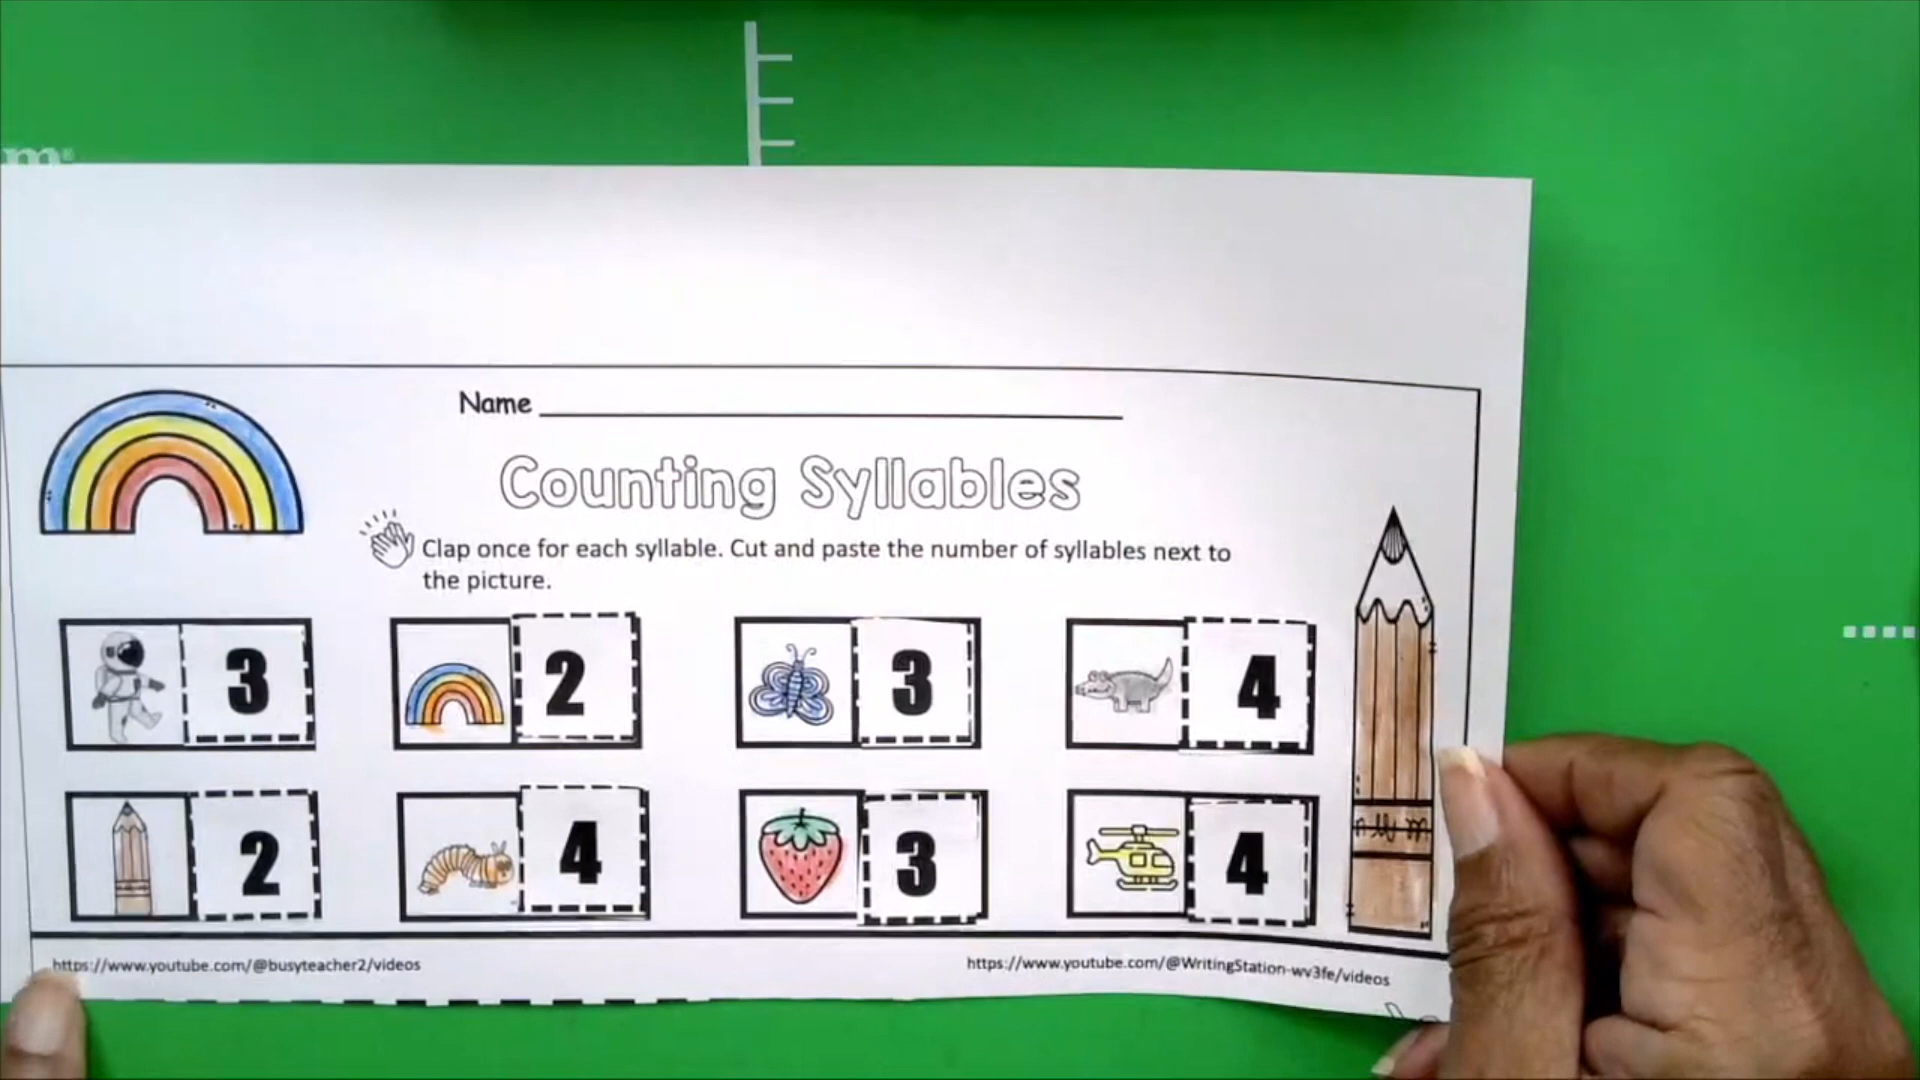 m®
Name
Counting Syllables
Clap once for each syllable. Cut and paste the number of syllables next to
the picture.
3 2 3 4
2 4 3 4
https://www.youtube.com/@busyteacher2/videos
https://www.youtube.com/@WritingStation-wv3fe/videos